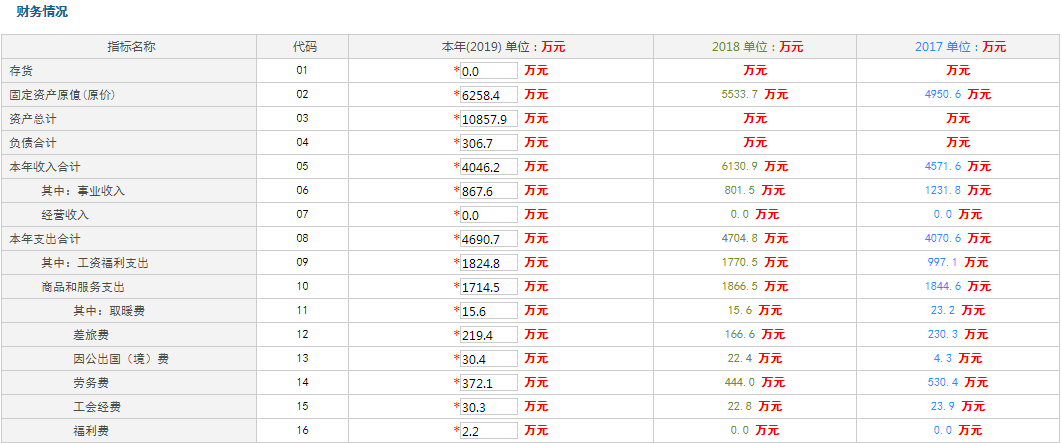 财务情况
指标名称 代码 本年(2019) 单位：万元 2018 单位：万元 2017 单位：万元
存货 01 *0.0 万元 万元 万元
固定资产原值(原价) 02 *6258.4 万元 5533.7 万元 4950.6 万元
资产总计 03 *10857.9 万元 万元 万元
负债合计 04 *306.7 万元 万元 万元
本年收入合计 05 *4046.2 万元 6130.9 万元 4571.6 万元
其中：事业收入 06 *867.6 万元 801.5 万元 1231.8 万元
经营收入 07 *0.0 万元 0.0 万元 0.0 万元
本年支出合计 08 *4690.7 万元 4704.8 万元 4070.6 万元
其中：工资福利支出 09 *1824.8 万元 1770.5 万元 997.1 万元
商品和服务支出 10 *1714.5 万元 1866.5 万元 1844.6 万元
其中：取暖费 11 *15.6 万元 15.6 万元 23.2 万元
差旅费 12 *219.4 万元 166.6 万元 230.3 万元
因公出国（境）费 13 *30.4 万元 22.4 万元 4.3 万元
劳务费 14 *372.1 万元 444.0 万元 530.4 万元
工会经费 15 *30.3 万元 22.8 万元 23.9 万元
福利费 16 *2.2 万元 0.0 万元 0.0 万元